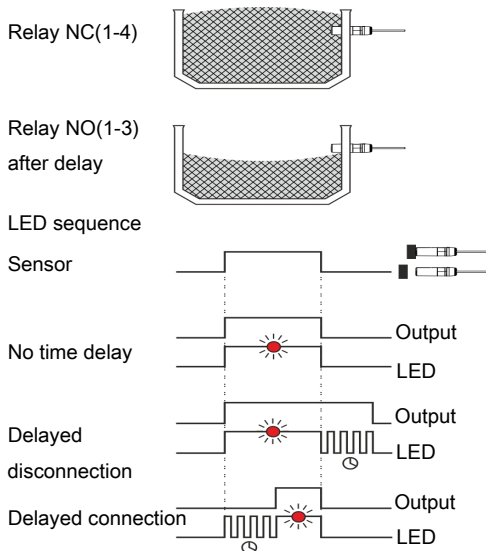 Relay NC(1-4)
Relay NO(1-3)
after delay
LED sequence
Sensor
No time delay
Output
LED
Delayed
disconnection
Output
LED
Delayed connection
Output
LED